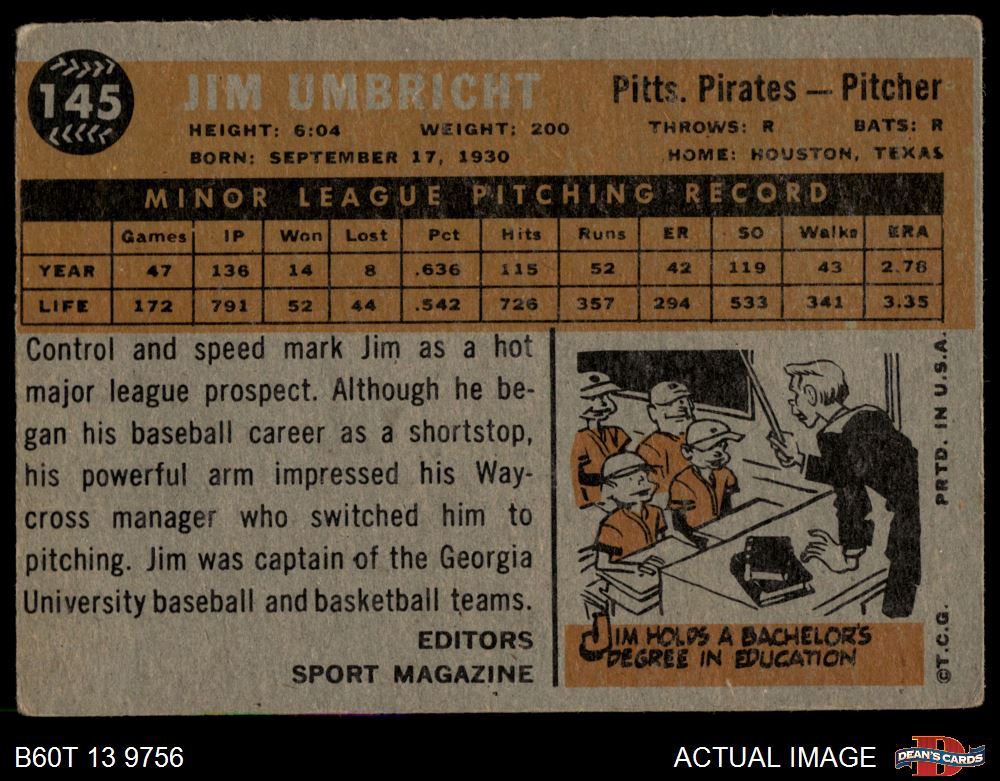 145
JIM UMBRICHT
Pitts. Pirates — Pitcher
HEIGHT: 6:04 WEIGHT: 200 THROWS: R BATS: R
BORN: SEPTEMBER 17, 1930 HOME: HOUSTON, TEXAS
MINOR LEAGUE PITCHING RECORD
Games IP Won Lost Pct Hits Runs ER SO Walks ERA
YEAR 47 136 14 8 .636 115 52 42 119 43 2.78
LIFE 172 791 52 44 .542 726 357 294 533 341 3.35
Control and speed mark Jim as a hot
major league prospect. Although he be-
gan his baseball career as a shortstop,
his powerful arm impressed his Way-
cross manager who switched him to
pitching. Jim was captain of the Georgia
University baseball and basketball teams.
EDITORS
SPORT MAGAZINE
JIM HOLDS A BACHELOR'S
DEGREE IN EDUCATION
©T.C.G. PRTD. IN U.S.A.
B60T 13 9756
ACTUAL IMAGE
D
DEAN'S CARDS